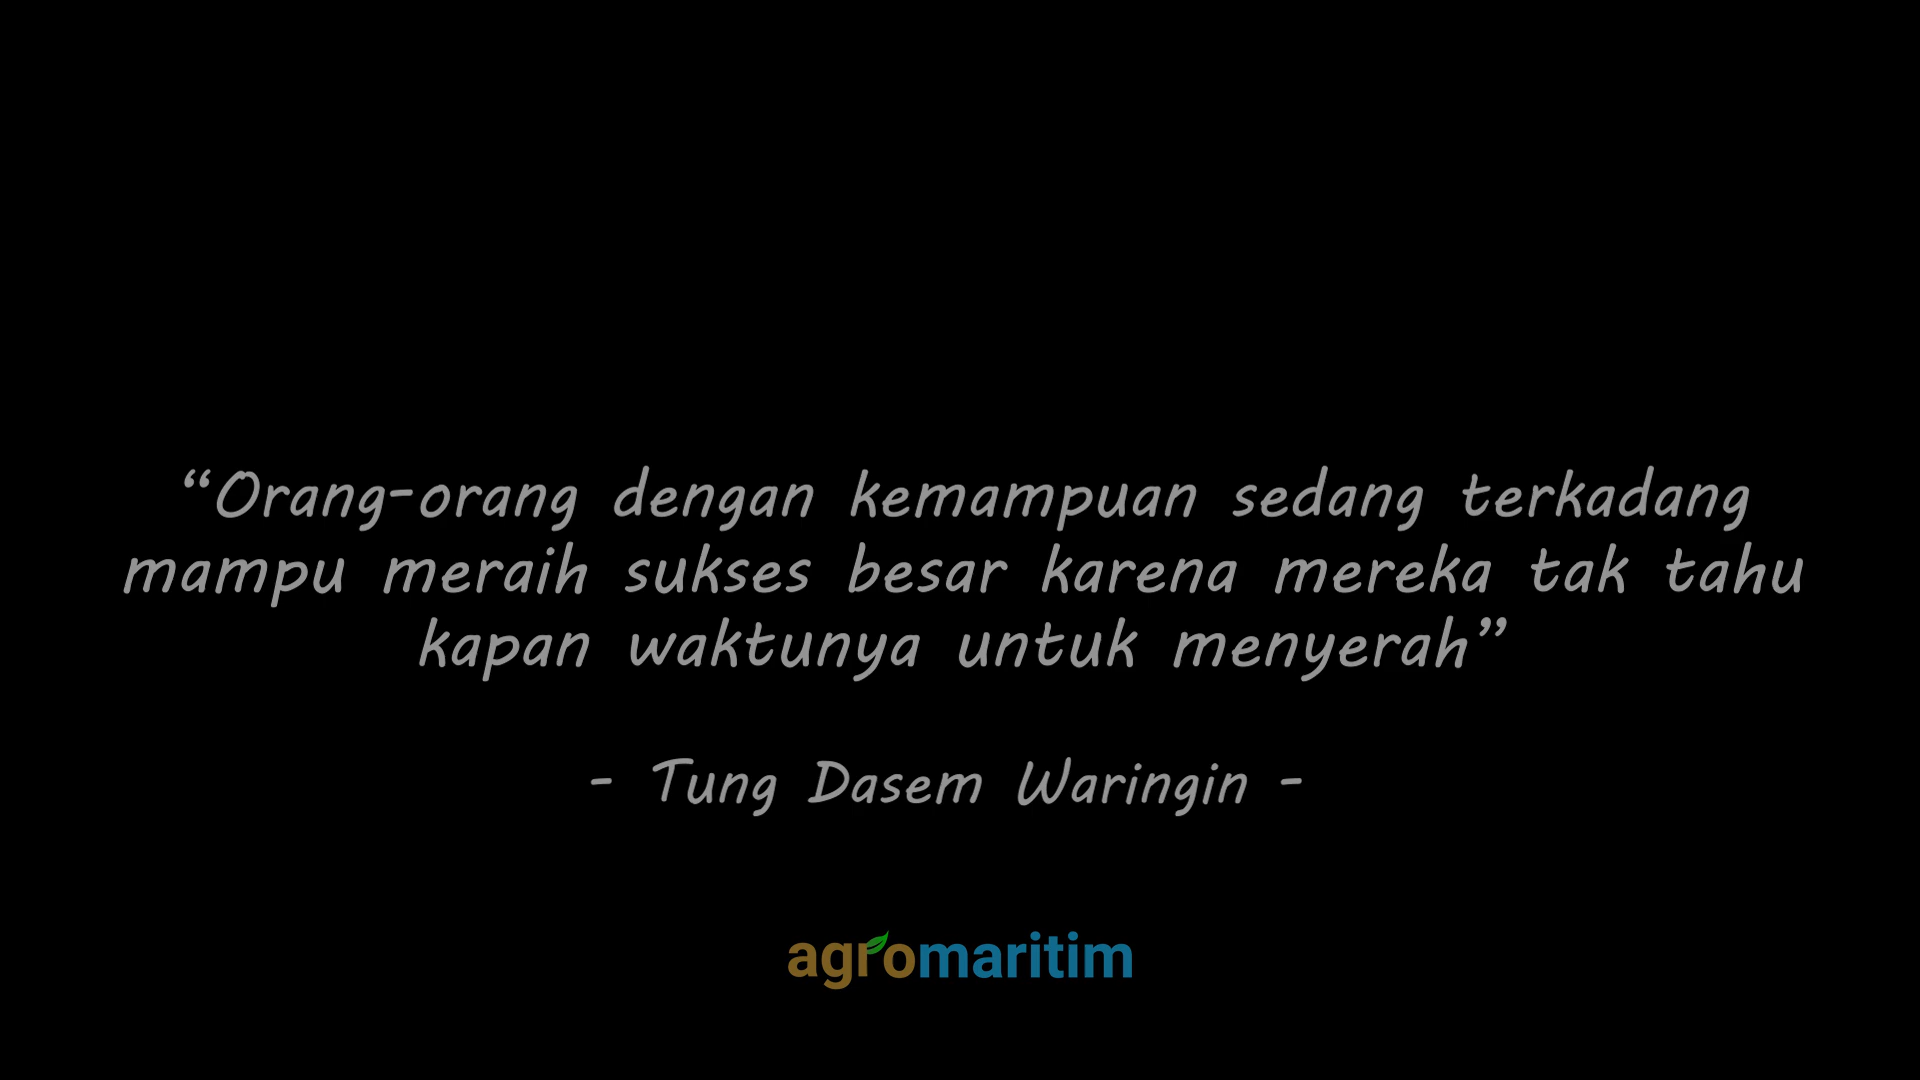 “Orang-orang dengan kemampuan sedang terkadang
mampu meraih sukses besar karena mereka tak tahu
kapan waktunya untuk menyerah”
- Tung Dasem Waringin -
agromaritim